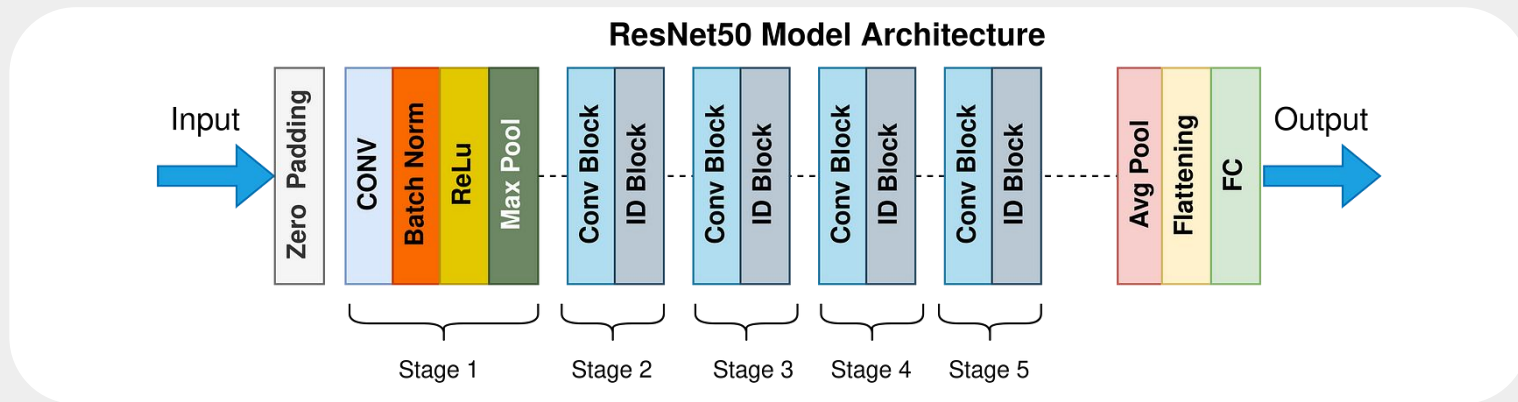 ResNet50 Model Architecture
Input
Zero Padding
CONV
Batch Norm
ReLu
Max Pool
Conv Block
ID Block
Conv Block
ID Block
Conv Block
ID Block
Conv Block
ID Block
Avg Pool
Flattening
FC
Output
Stage 1
Stage 2
Stage 3
Stage 4
Stage 5